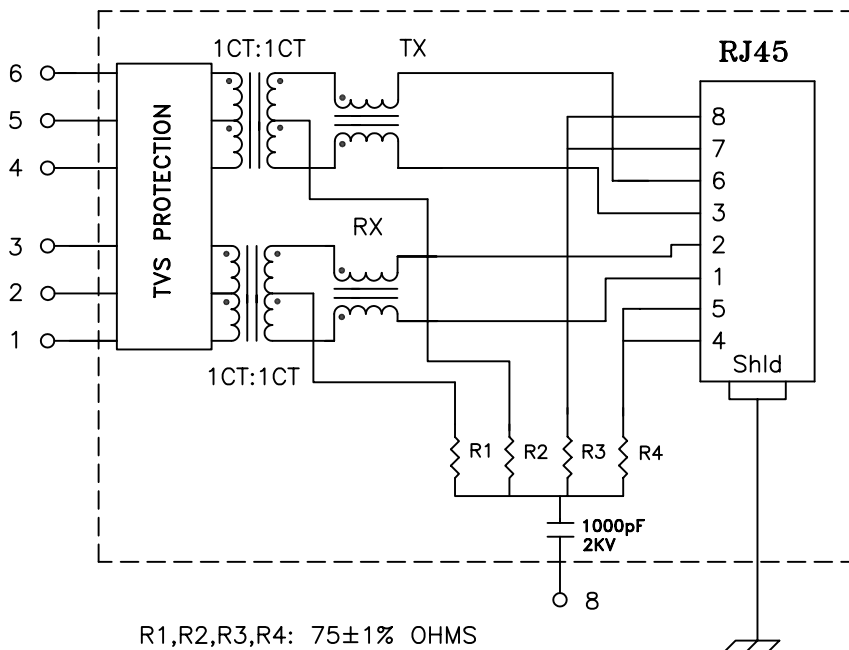 1CT:1CT
TX
RJ45
6
5
4
TVS PROTECTION
3
2
1
RX
1CT:1CT
8
7
6
3
2
1
5
4
Shld
R1
R2
R3
R4
1000pF
2KV
8
R1,R2,R3,R4: 75±1% OHMS